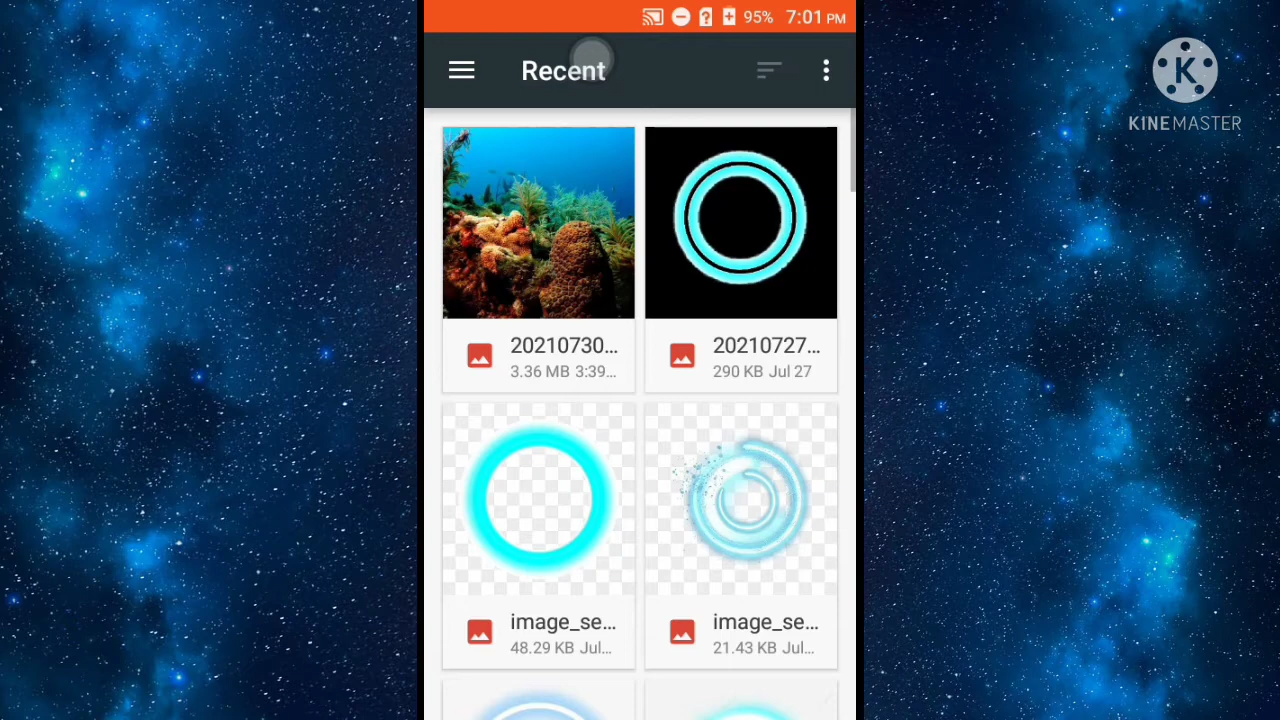 95% 7:01 PM
Recent
K
KINEMASTER
20210730...
3.36 MB 3:39...
20210727...
290 KB Jul 27
image_se...
48.29 KB Jul...
image_se...
21.43 KB Jul...